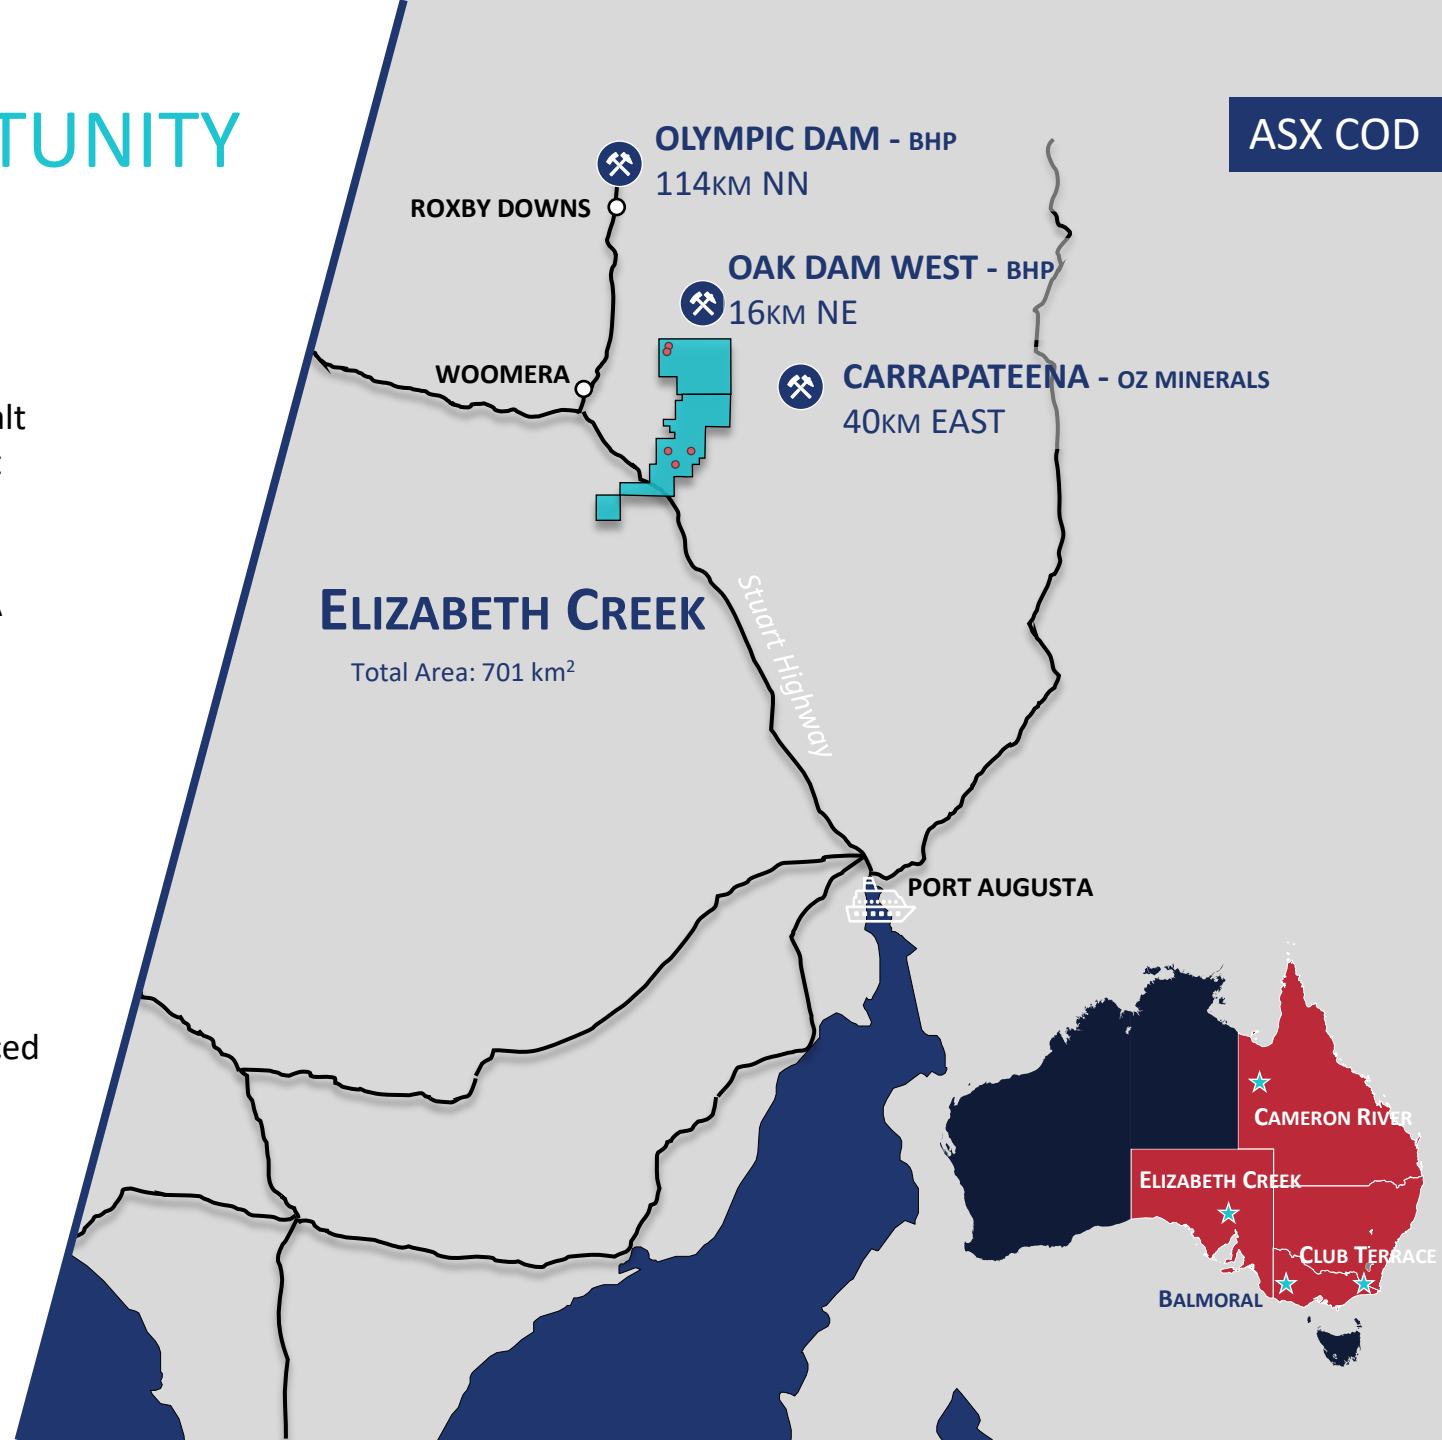 TUNITY
ASX COD
OLYMPIC DAM - BHP
114KM NN
ROXBY DOWNS
OAK DAM WEST - BHP
16KM NE
WOOMERA
CARRAPATEENA - OZ MINERALS
40KM EAST
ELIZABETH CREEK
Total Area: 701 km²
Stuart Highway
PORT AUGUSTA
CAMERON RIVER
ELIZABETH CREEK
CLUB TERRACE
BALMORAL